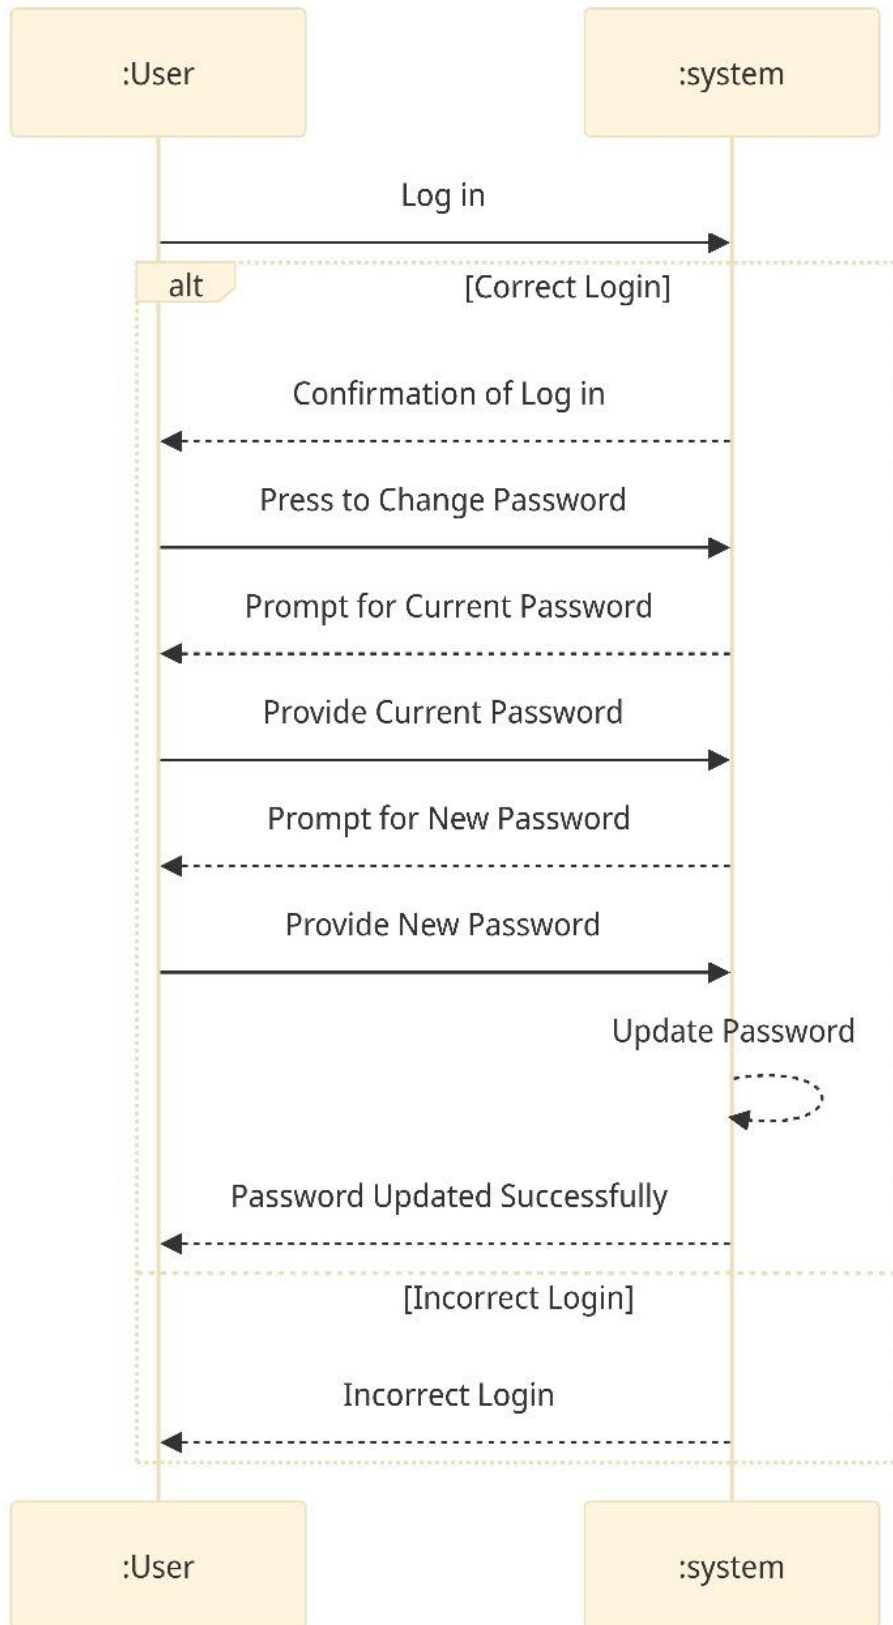 :User
:system
Log in
alt
[Correct Login]
Confirmation of Log in
Press to Change Password
Prompt for Current Password
Provide Current Password
Prompt for New Password
Provide New Password
Update Password
Password Updated Successfully
[Incorrect Login]
Incorrect Login
:User
:system